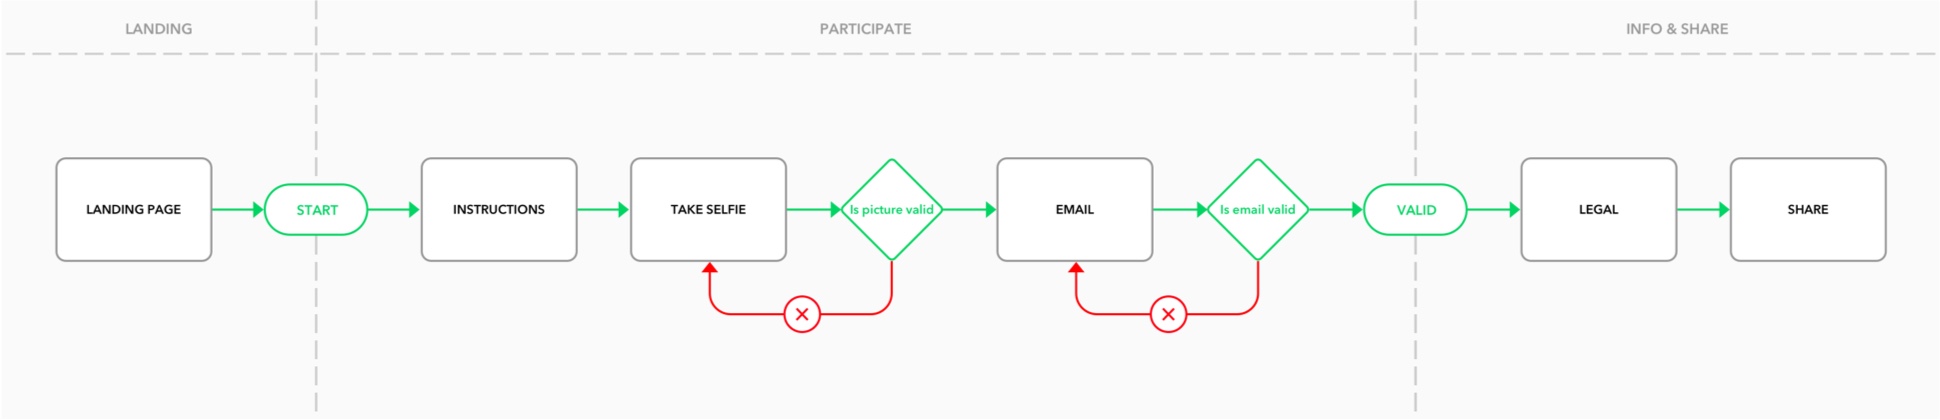 LANDING
PARTICIPATE
INFO & SHARE
LANDING PAGE
START
INSTRUCTIONS
TAKE SELFIE
Is picture valid
EMAIL
Is email valid
VALID
LEGAL
SHARE